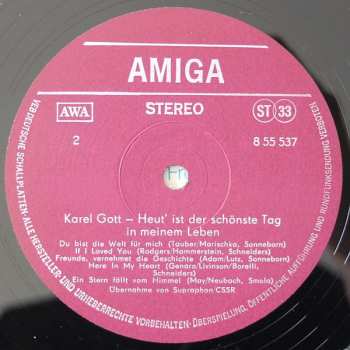 AMIGA
AWA STEREO ST 33
2 8 55 537
Karel Gott – Heut' ist der schönste Tag
in meinem Leben
Du bist die Welt für mich (Tauber/Marischka, Sonneborn)
If I Loved You (Rodgers/Hammerstein, Schneiders)
Freunde, vernehmet die Geschichte (Adam/Lutz, Sonneborn)
Here In My Heart (Genaro/Livinson/Borelli,
Schneiders)
Ein Stern fällt vom Himmel (May/Neubach, Smola)
Übernahme von Supraphon/CSSR
VEB DEUTSCHE SCHALLPLATTEN · ALLE HERSTELLER- UND URHEBERRECHTE VORBEHALTEN · ÜBERSPIELUNG, ÖFFENTLICHE AUFFÜHRUNG UND RUNDFUNKSENDUNG VERBOTEN